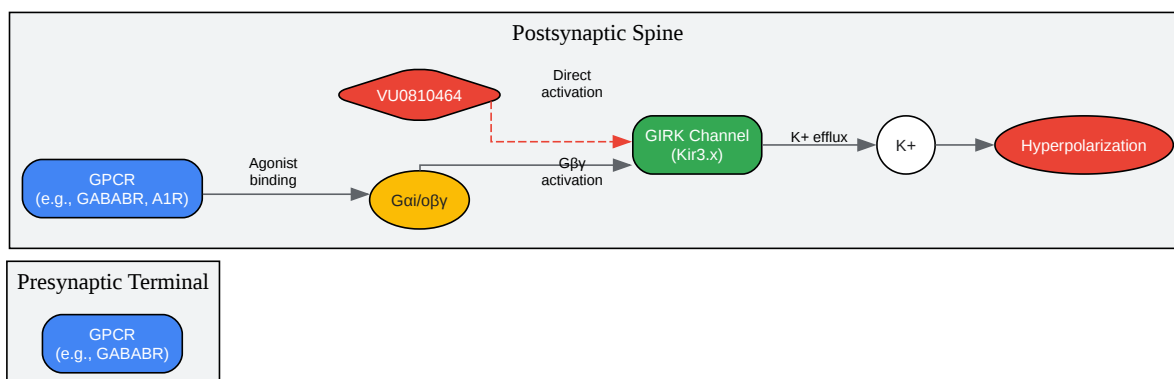 Postsynaptic Spine
Direct
activation
VU0810464
GIRK Channel
(Kir3.x)
K+ efflux
K+
Hyperpolarization
GPCR
(e.g., GABABR, A1R)
Agonist
binding
Gαi/oβγ
Gβγ
activation
Presynaptic Terminal
GPCR
(e.g., GABABR)